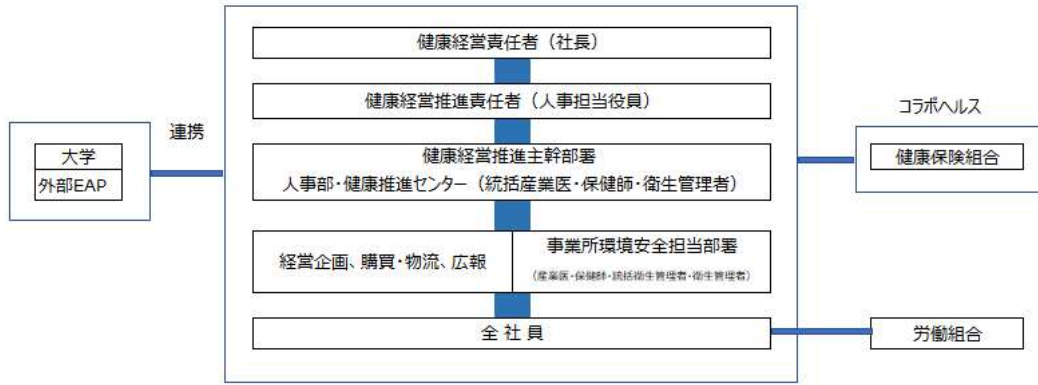 健康経営責任者（社長）
健康経営推進責任者（人事担当役員）
連携
コラボヘルス
大学
外部EAP
健康経営推進主幹部署
人事部・健康推進センター（統括産業医・保健師・衛生管理者）
健康保険組合
経営企画、購買・物流、広報
事業所環境安全担当部署
（産業医・保健師・統括衛生管理者・衛生管理者）
全 社 員
労働組合